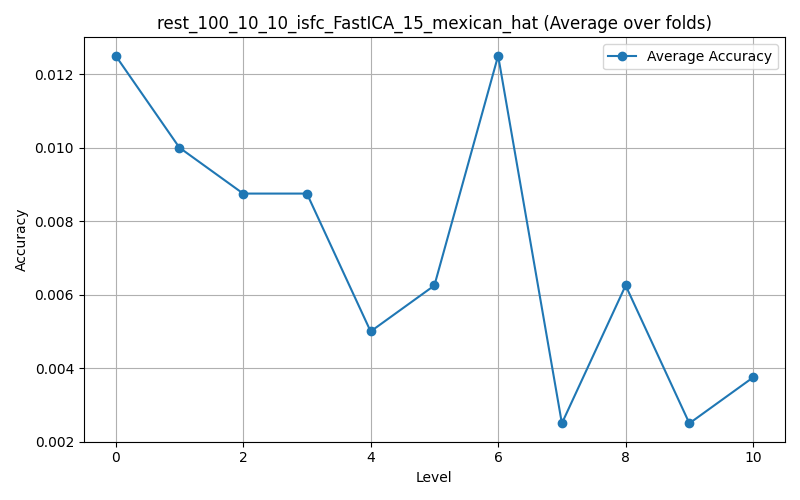 rest_100_10_10_isfc_FastICA_15_mexican_hat (Average over folds)
Average Accuracy
0.012
0.010
0.008
0.006
0.004
0.002
Accuracy
0 2 4 6 8 10
Level